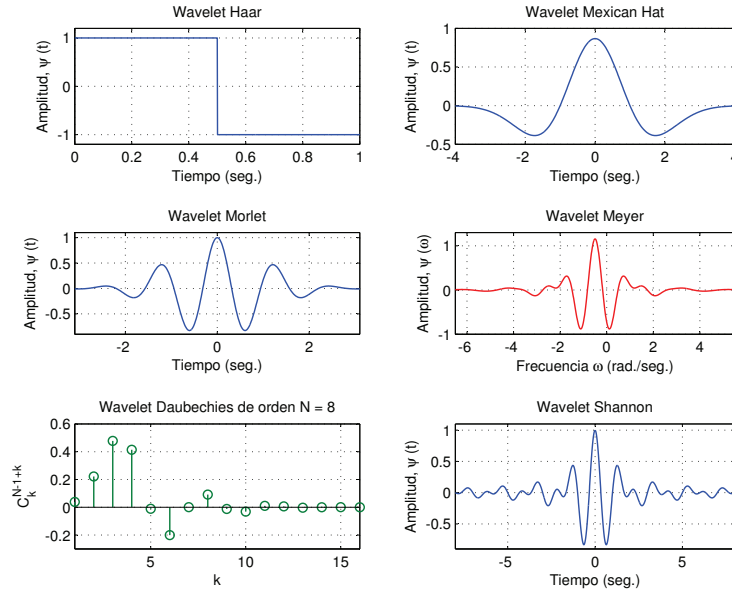 Wavelet Haar
Amplitud, ψ (t)
1
0
-1
0 0.2 0.4 0.6 0.8 1
Tiempo (seg.)
Wavelet Mexican Hat
Amplitud, ψ (t)
1
0.5
0
-0.5
-4 -2 0 2 4
Tiempo (seg.)
Wavelet Morlet
Amplitud, ψ (t)
1
0.5
0
-0.5
-2 0 2
Tiempo (seg.)
Wavelet Meyer
Amplitud, ψ (ω)
1
0
-1
-6 -4 -2 0 2 4
Frecuencia ω (rad./seg.)
Wavelet Daubechies de orden N = 8
C_k^{N-1+k}
0.6
0.4
0.2
0
-0.2
5 10 15
k
Wavelet Shannon
Amplitud, ψ (t)
1
0.5
0
-0.5
-5 0 5
Tiempo (seg.)